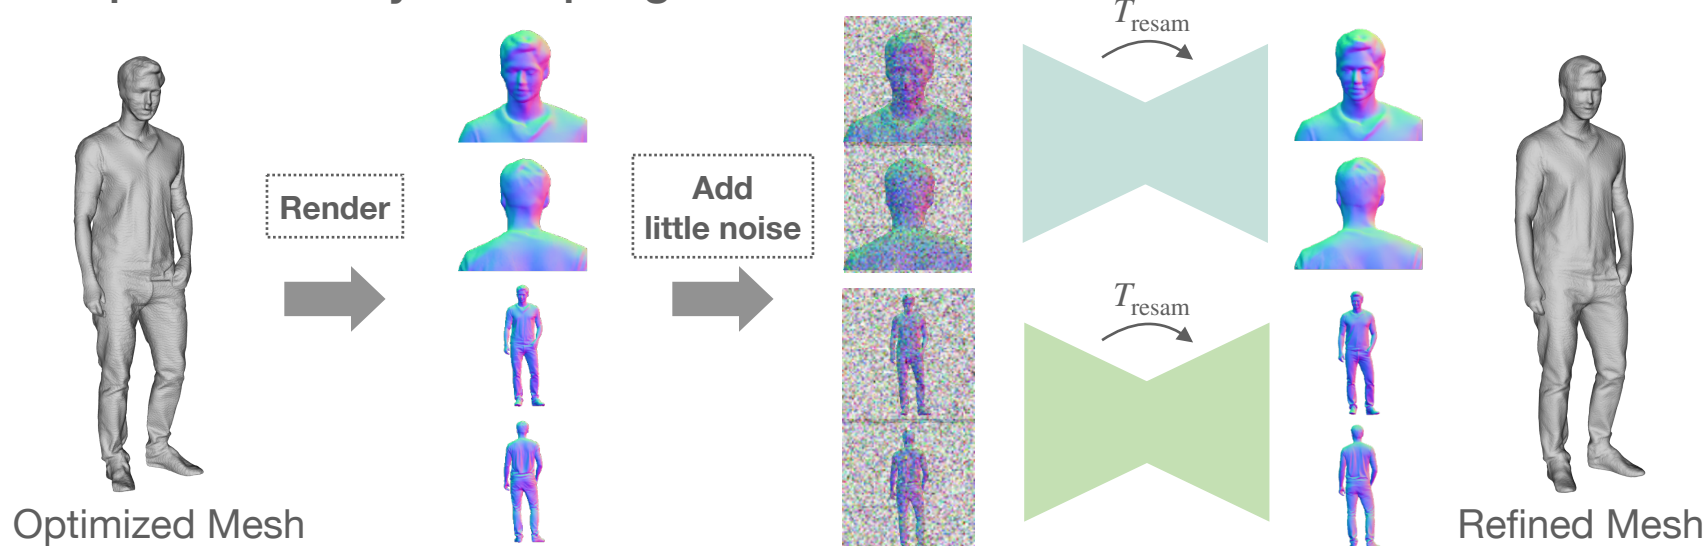 T_resam
Render
Add
little noise
T_resam
Optimized Mesh
Refined Mesh